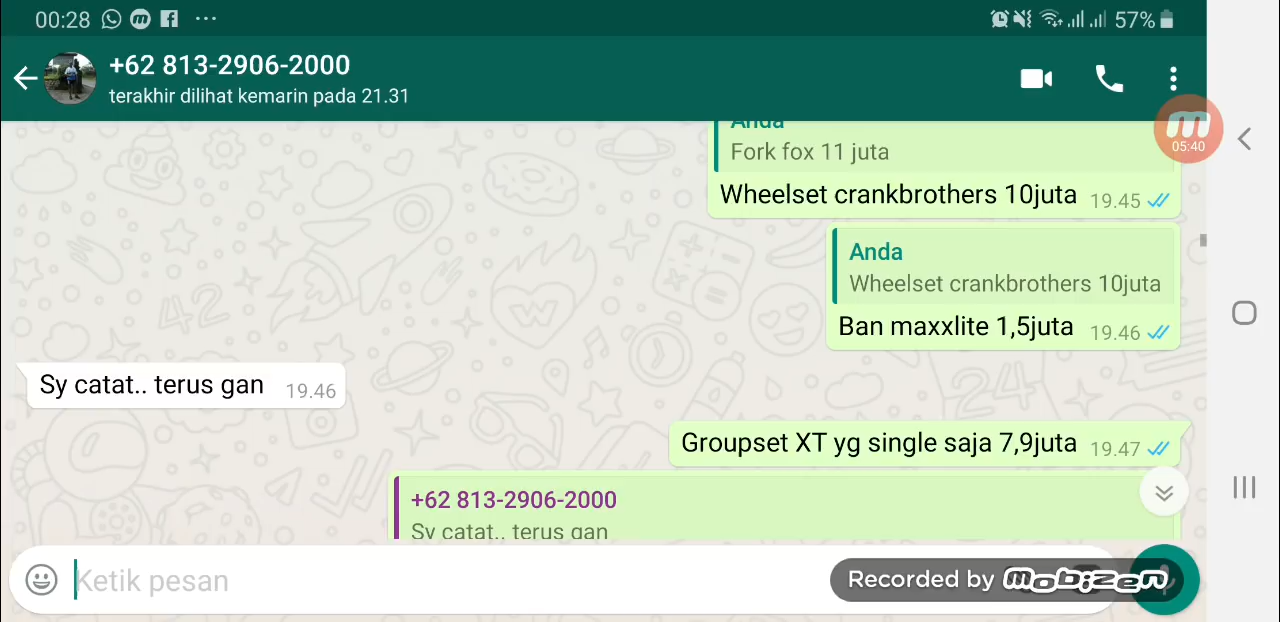 00:28
57%
+62 813-2906-2000
terakhir dilihat kemarin pada 21.31
m
05:40
Anda
Fork fox 11 juta
Wheelset crankbrothers 10juta 19.45
Anda
Wheelset crankbrothers 10juta
Ban maxxlite 1,5juta 19.46
Sy catat.. terus gan 19.46
Groupset XT yg single saja 7,9juta 19.47
+62 813-2906-2000
Sy catat.. terus gan
Ketik pesan
Recorded by mobizen